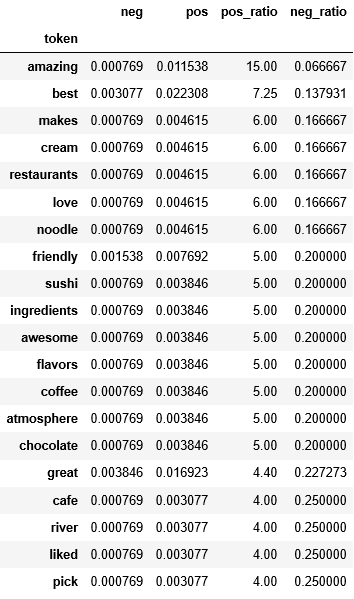 neg pos pos_ratio neg_ratio
token
amazing 0.000769 0.011538 15.00 0.066667
best 0.003077 0.022308 7.25 0.137931
makes 0.000769 0.004615 6.00 0.166667
cream 0.000769 0.004615 6.00 0.166667
restaurants 0.000769 0.004615 6.00 0.166667
love 0.000769 0.004615 6.00 0.166667
noodle 0.000769 0.004615 6.00 0.166667
friendly 0.001538 0.007692 5.00 0.200000
sushi 0.000769 0.003846 5.00 0.200000
ingredients 0.000769 0.003846 5.00 0.200000
awesome 0.000769 0.003846 5.00 0.200000
flavors 0.000769 0.003846 5.00 0.200000
coffee 0.000769 0.003846 5.00 0.200000
atmosphere 0.000769 0.003846 5.00 0.200000
chocolate 0.000769 0.003846 5.00 0.200000
great 0.003846 0.016923 4.40 0.227273
cafe 0.000769 0.003077 4.00 0.250000
river 0.000769 0.003077 4.00 0.250000
liked 0.000769 0.003077 4.00 0.250000
pick 0.000769 0.003077 4.00 0.250000